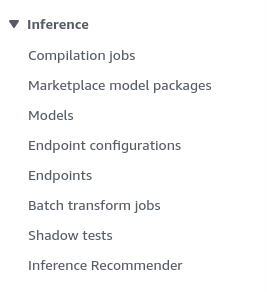 Inference
Compilation jobs
Marketplace model packages
Models
Endpoint configurations
Endpoints
Batch transform jobs
Shadow tests
Inference Recommender